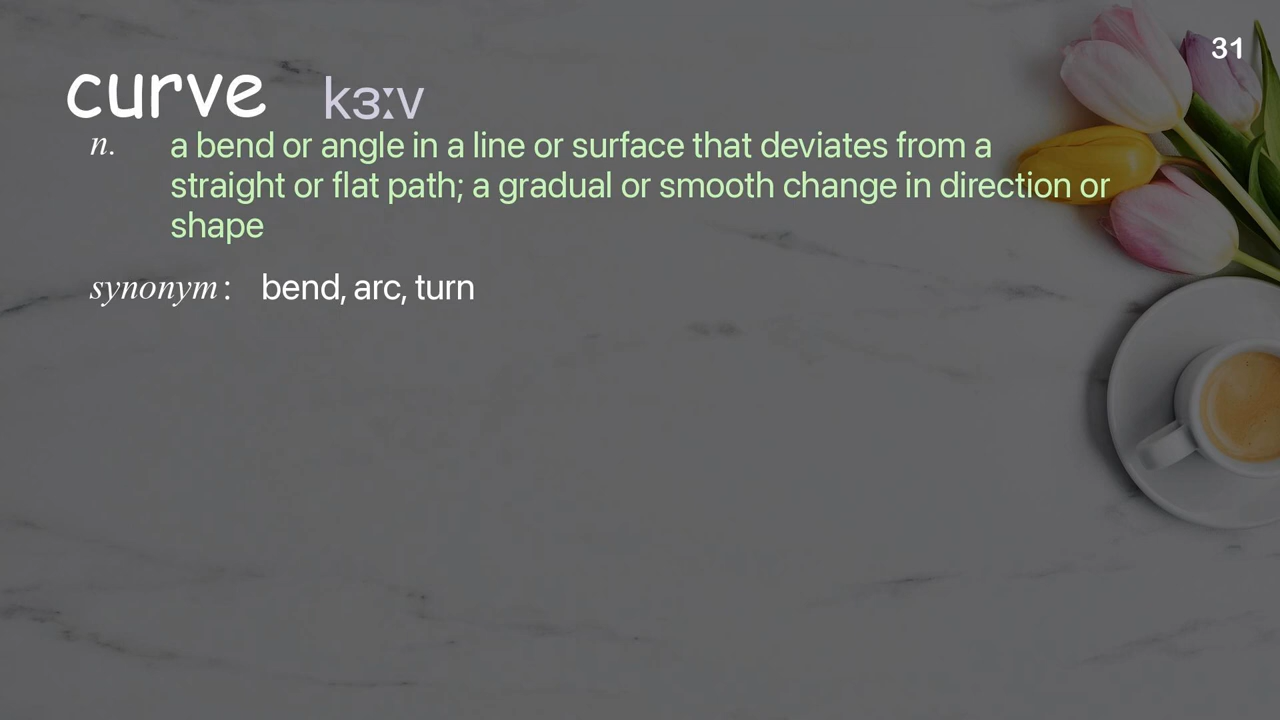 31
curve kɜːv
n. a bend or angle in a line or surface that deviates from a
straight or flat path; a gradual or smooth change in direction or
shape
synonym: bend, arc, turn